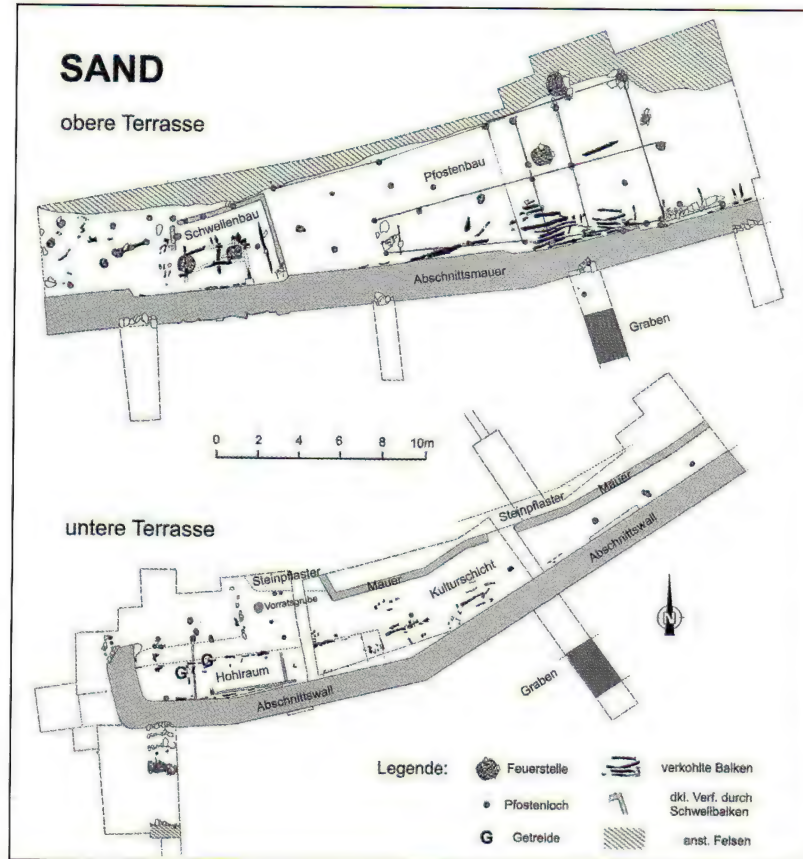 SAND
obere Terrasse
Pfostenbau
Schwellenbau
Abschnittsmauer
Graben
0 2 4 6 8 10m
untere Terrasse
Steinpflaster
Mauer
Abschnittswall
Steinpflaster
Mauer
Kulturschicht
Vorratsgrube
N
G G
Hohlraum
Graben
Abschnittswall
Legende:
Feuerstelle
verkohlte Balken
Pfostenloch
dkl. Verf. durch
Schwellbalken
G Getreide
anst. Felsen